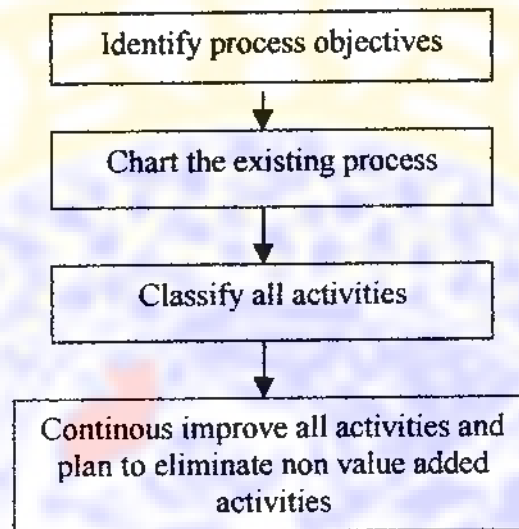 Identify process objectives
Chart the existing process
Classify all activities
Continous improve all activities and
plan to eliminate non value added
activities